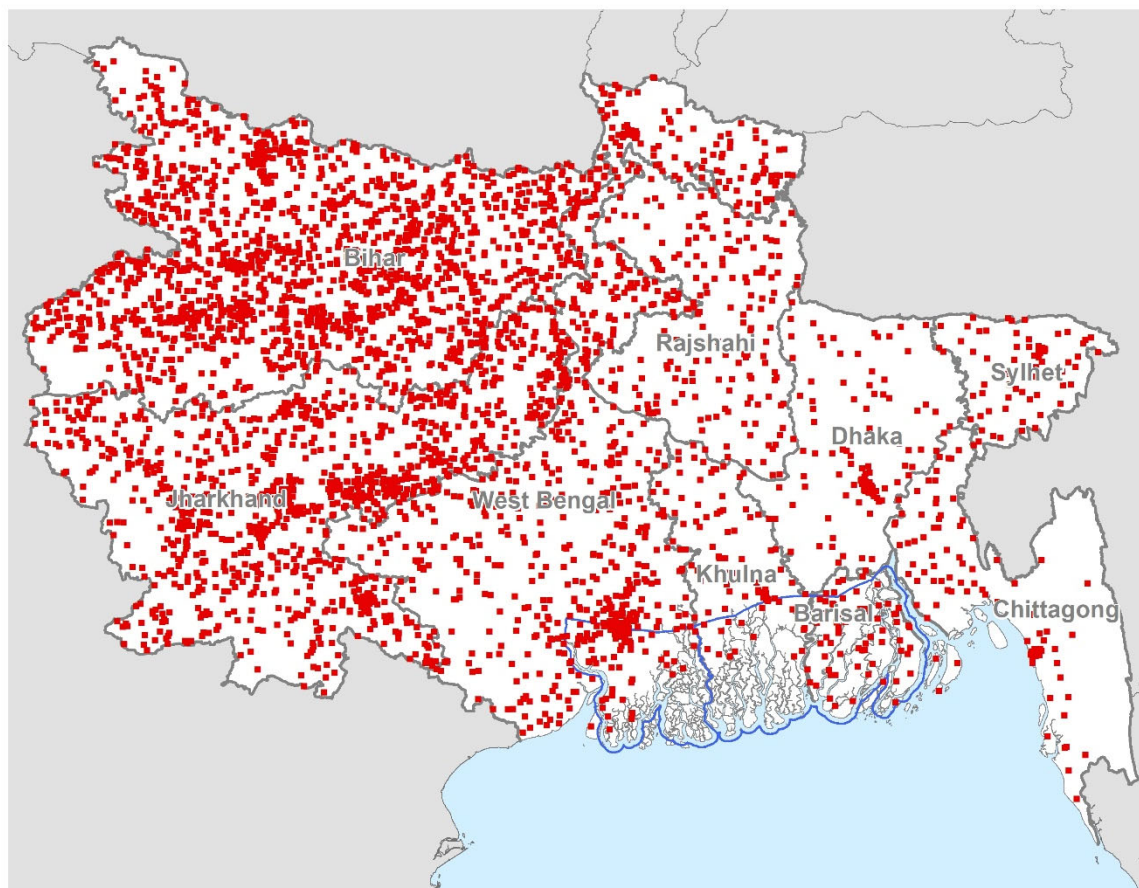 Bihar
Rajshahi
Sylhet
Dhaka
Jharkhand
West Bengal
Khulna
Barisal
Chittagong